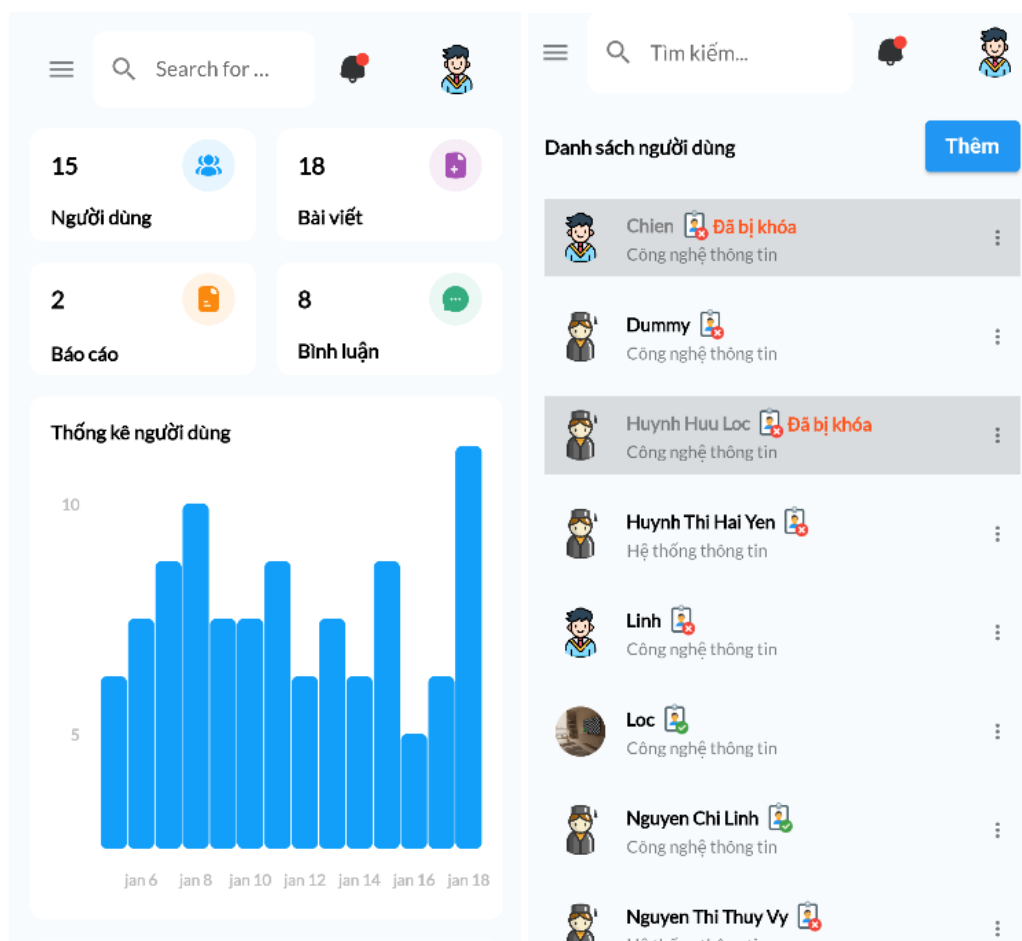 Search for ...
15
Người dùng
18
Bài viết
2
Báo cáo
8
Bình luận
Thống kê người dùng
10
5
jan 6 jan 8 jan 10 jan 12 jan 14 jan 16 jan 18
Tìm kiếm...
Danh sách người dùng
Thêm
Chien Đã bị khóa
Công nghệ thông tin
Dummy
Công nghệ thông tin
Huynh Huu Loc Đã bị khóa
Công nghệ thông tin
Huynh Thi Hai Yen
Hệ thống thông tin
Linh
Công nghệ thông tin
Loc
Công nghệ thông tin
Nguyen Chi Linh
Công nghệ thông tin
Nguyen Thi Thuy Vy